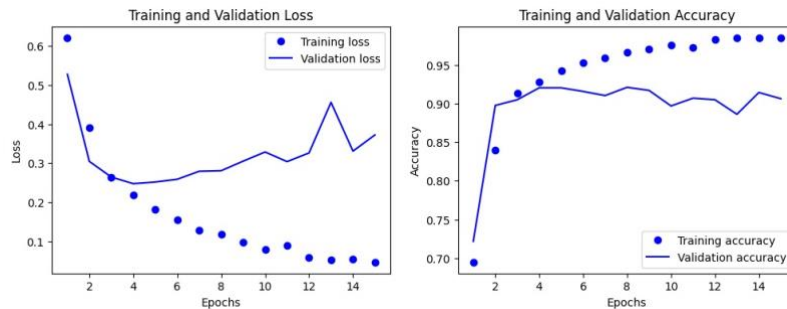 Training and Validation Loss
0.6
0.5
0.4
0.3
0.2
0.1
Loss
Training loss
Validation loss
2
4
6
8
10
12
14
Epochs
Training and Validation Accuracy
0.95
0.90
0.85
0.80
0.75
0.70
Accuracy
Training accuracy
Validation accuracy
2
4
6
8
10
12
14
Epochs